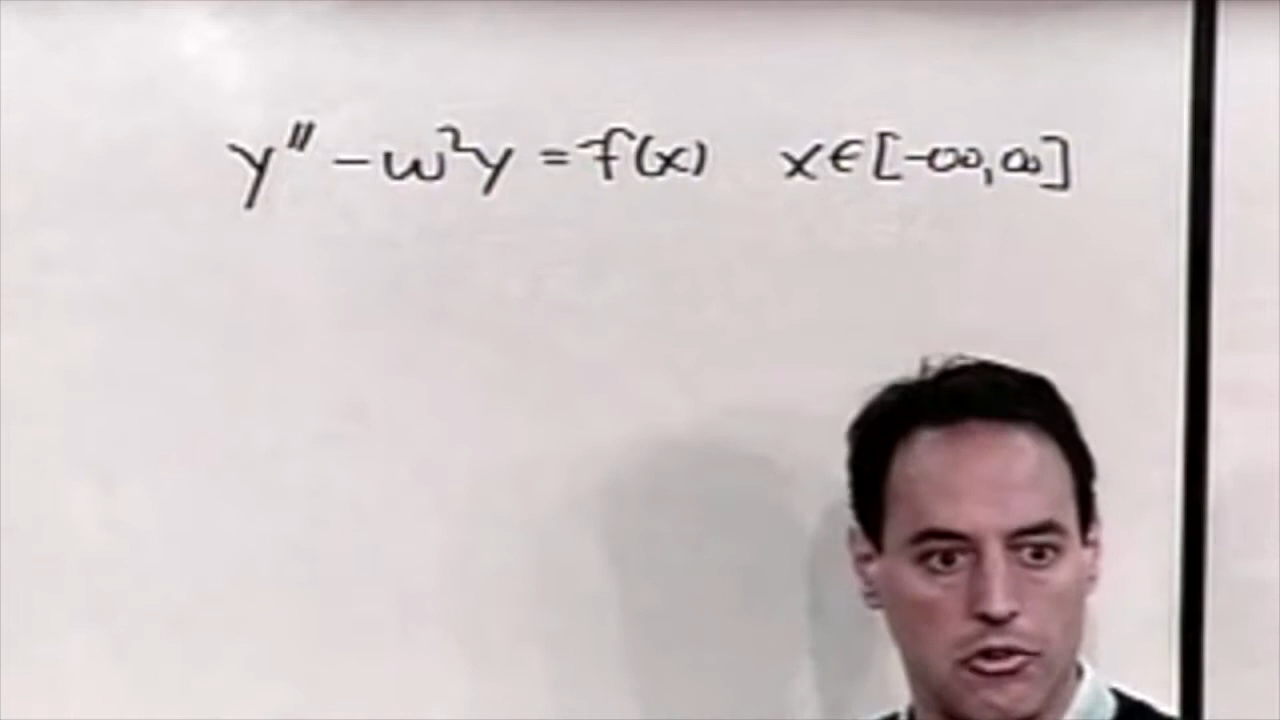 y'' - ω²y = f(x) x ∈ [-∞, ∞]